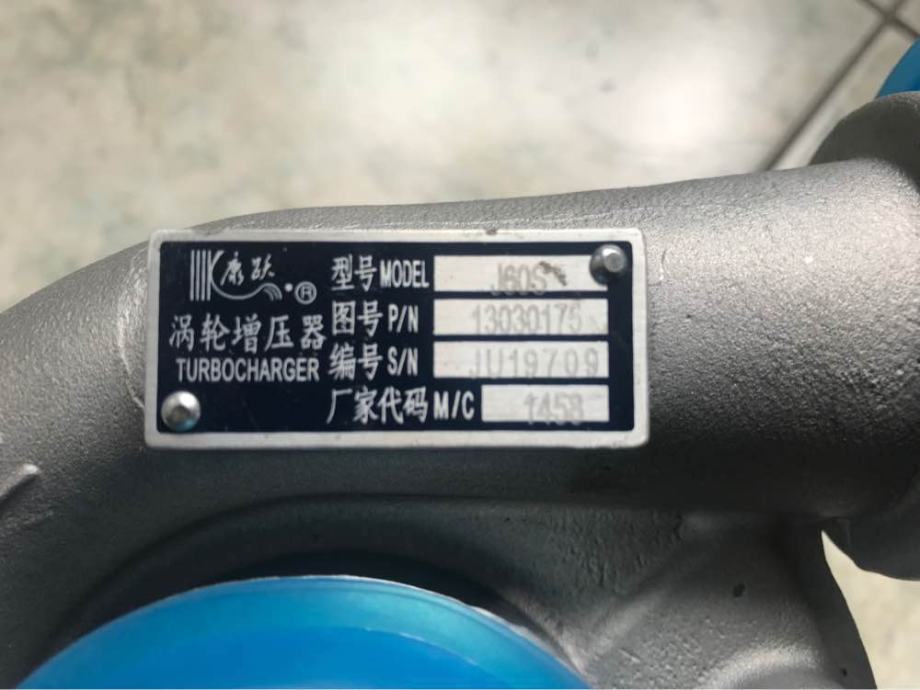 康跃®
涡轮增压器
TURBOCHARGER
型号 MODEL J60S
图号 P/N 13030175
编号 S/N JU19709
厂家代码 M/C 1458